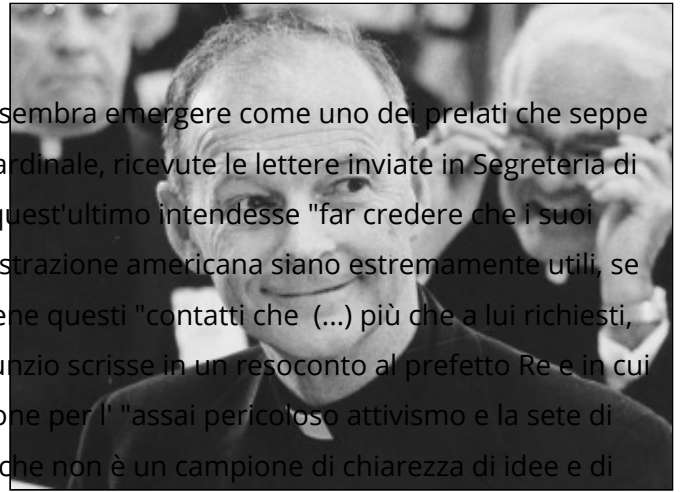 sembra emergere come uno dei prelati che seppe
ardinale, ricevute le lettere inviate in Segreteria di
quest'ultimo intendesse "far credere che i suoi
strazione americana siano estremamente utili, se
ene questi "contatti che (...) più che a lui richiesti,
unzio scrisse in un resoconto al prefetto Re e in cui
one per l' "assai pericoloso attivismo e la sete di
che non è un campione di chiarezza di idee e di